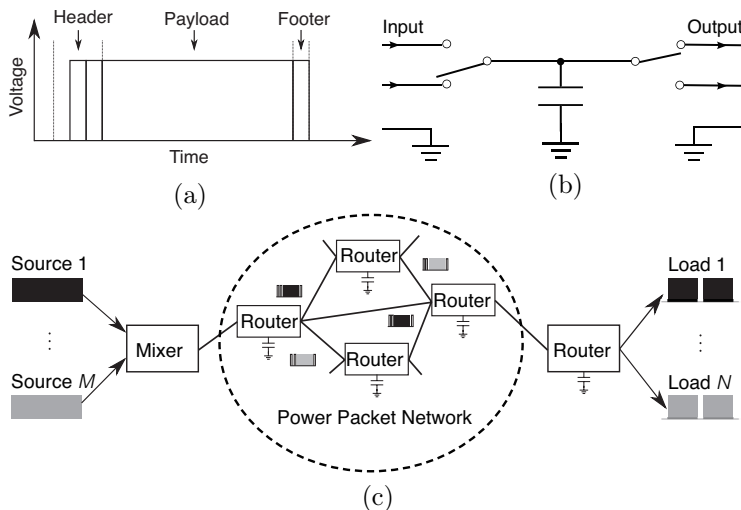 Header Payload Footer
Voltage
Time
(a)
Input Output
(b)
Source 1
⋮
Source M
Mixer
Router
Router
Router
Router
Power Packet Network
Router
Load 1
⋮
Load N
(c)